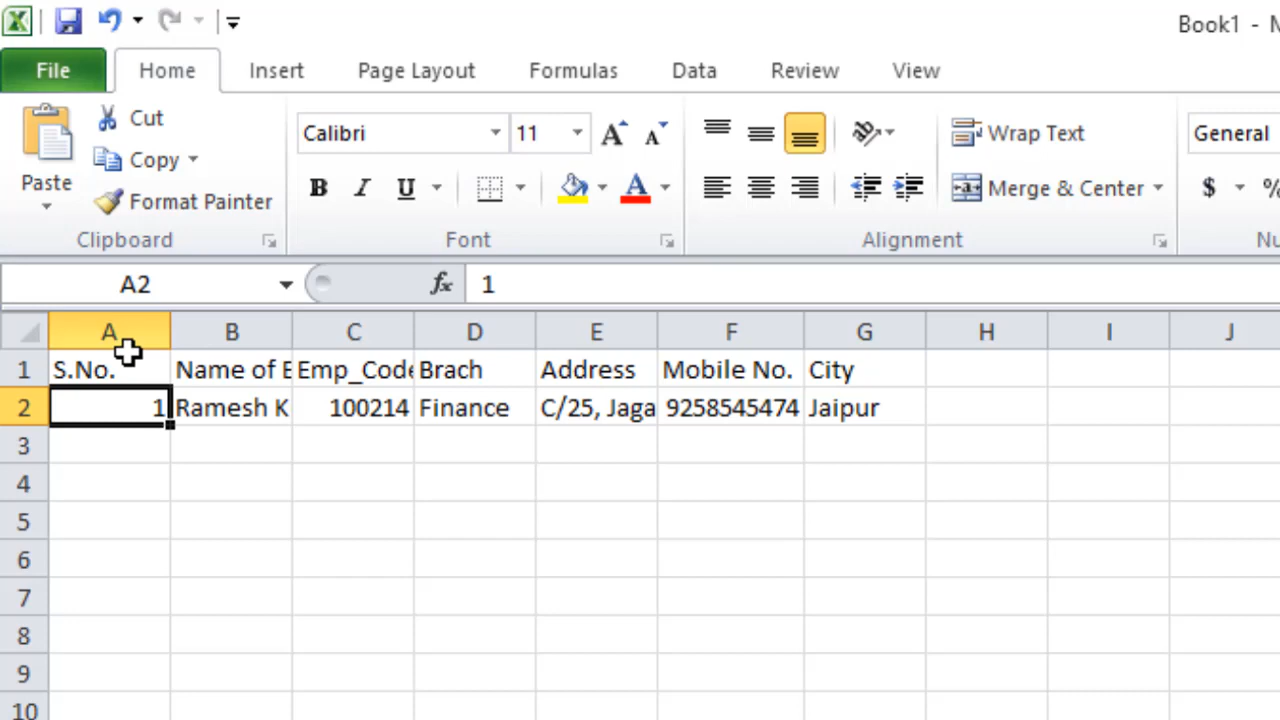 Book1 - M
File Home Insert Page Layout Formulas Data Review View
Paste
Cut
Copy
Format Painter
Clipboard
Calibri 11
B I U A
Font
Wrap Text
Merge & Center
Alignment
General
$ %
Nu
A2 fx 1
A B C D E F G H I J
1 S.No. Name of E Emp_Code Brach Address Mobile No. City
2 1 Ramesh K 100214 Finance C/25, Jaga 9258545474 Jaipur
3
4
5
6
7
8
9
10